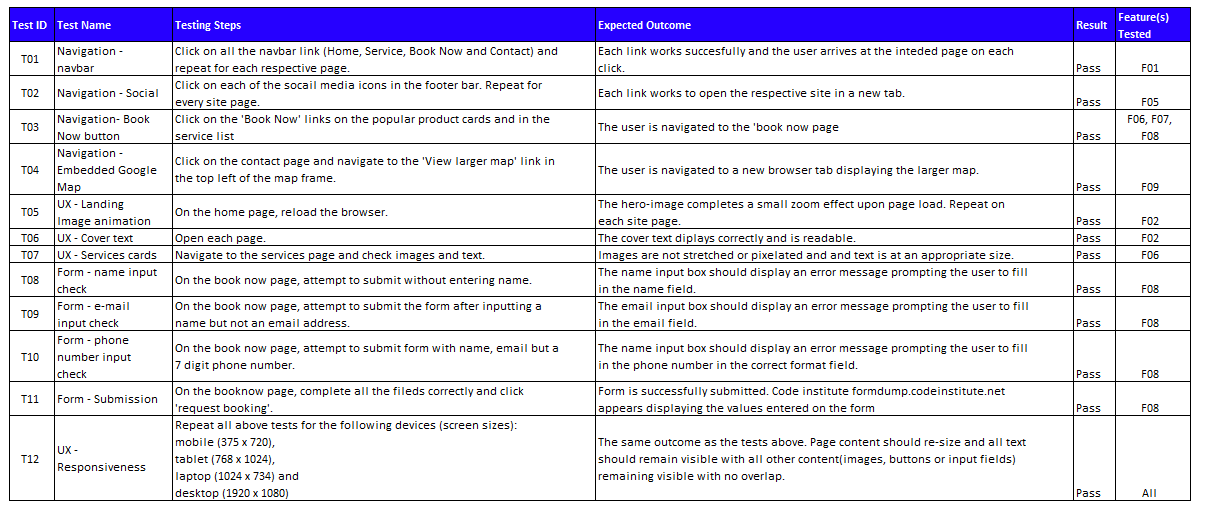 Test ID Test Name Testing Steps Expected Outcome Result Feature(s) Tested
T01 Navigation - navbar Click on all the navbar link (Home, Service, Book Now and Contact) and repeat for each respective page. Each link works succesfully and the user arrives at the inteded page on each click. Pass F01
T02 Navigation - Social Click on each of the socail media icons in the footer bar. Repeat for every site page. Each link works to open the respective site in a new tab. Pass F05
T03 Navigation- Book Now button Click on the 'Book Now' links on the popular product cards and in the service list The user is navigated to the 'book now page Pass F06, F07, F08
T04 Navigation - Embedded Google Map Click on the contact page and navigate to the 'View larger map' link in the top left of the map frame. The user is navigated to a new browser tab displaying the larger map. Pass F09
T05 UX - Landing Image animation On the home page, reload the browser. The hero-image completes a small zoom effect upon page load. Repeat on each site page. Pass F02
T06 UX - Cover text Open each page. The cover text diplays correctly and is readable. Pass F02
T07 UX - Services cards Navigate to the services page and check images and text. Images are not stretched or pixelated and and text is at an appropriate size. Pass F06
T08 Form - name input check On the book now page, attempt to submit without entering name. The name input box should display an error message prompting the user to fill in the name field. Pass F08
T09 Form - e-mail input check On the book now page, attempt to submit the form after inputting a name but not an email address. The email input box should display an error message prompting the user to fill in the email field. Pass F08
T10 Form - phone number input check On the book now page, attempt to submit form with name, email but a 7 digit phone number. The name input box should display an error message prompting the user to fill in the phone number in the correct format field. Pass F08
T11 Form - Submission On the booknow page, complete all the fileds correctly and click 'request booking'. Form is successfully submitted. Code institute formdump.codeinstitute.net appears displaying the values entered on the form Pass F08
T12 UX - Responsiveness Repeat all above tests for the following devices (screen sizes): mobile (375 x 720), tablet (768 x 1024), laptop (1024 x 734) and desktop (1920 x 1080) The same outcome as the tests above. Page content should re-size and all text should remain visible with all other content(images, buttons or input fields) remaining visible with no overlap. Pass All